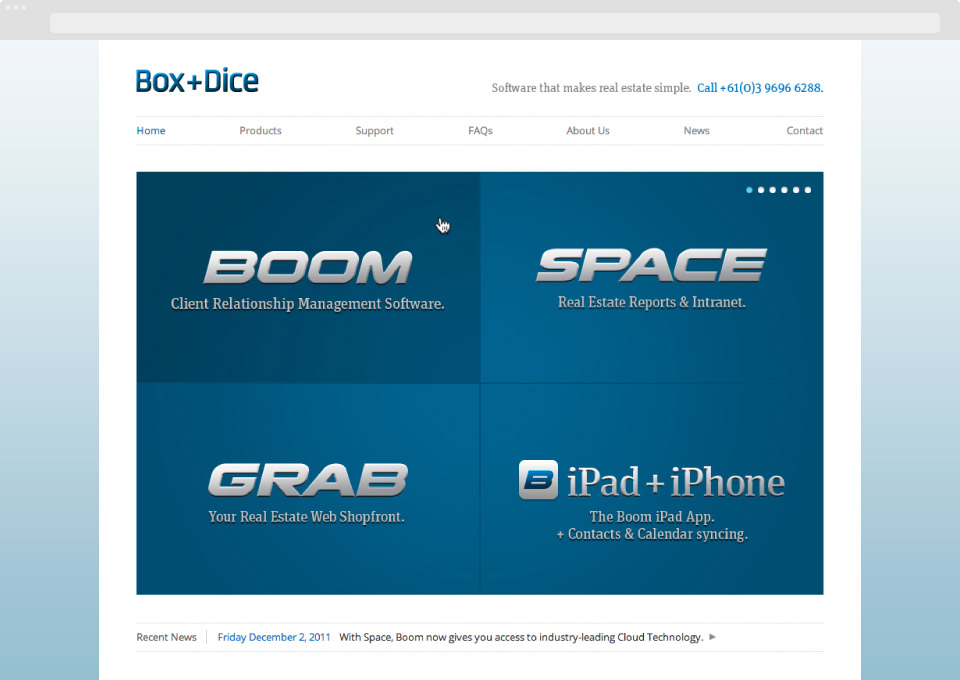 Box+Dice
Software that makes real estate simple. Call +61(0)3 9696 6288.
Home Products Support FAQs About Us News Contact
BOOM
Client Relationship Management Software.
SPACE
Real Estate Reports & Intranet.
GRAB
Your Real Estate Web Shopfront.
B iPad + iPhone
The Boom iPad App.
+ Contacts & Calendar syncing.
Recent News Friday December 2, 2011 With Space, Boom now gives you access to industry-leading Cloud Technology.